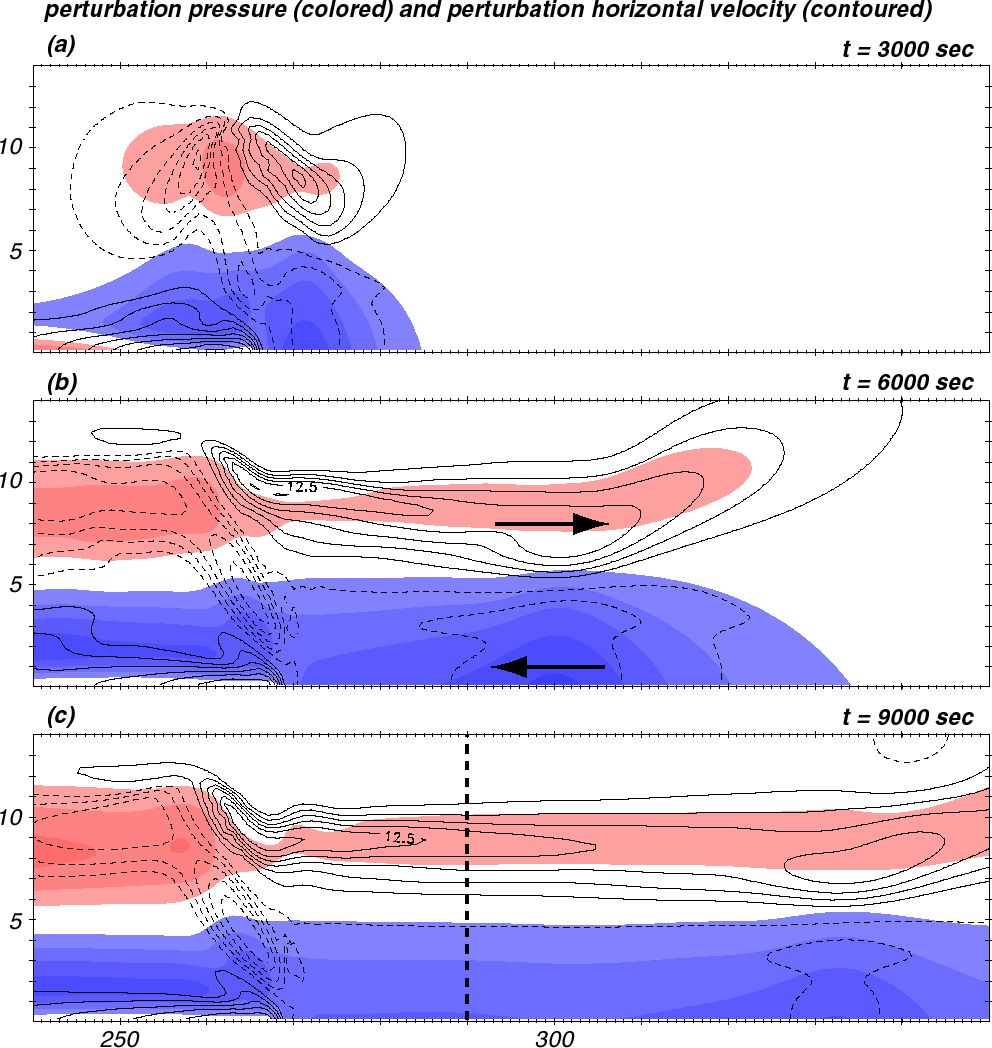 perturbation pressure (colored) and perturbation horizontal velocity (contoured)
(a) t = 3000 sec
10
5
(b) t = 6000 sec
10
12.5
5
(c) t = 9000 sec
10
12.5
5
250 300